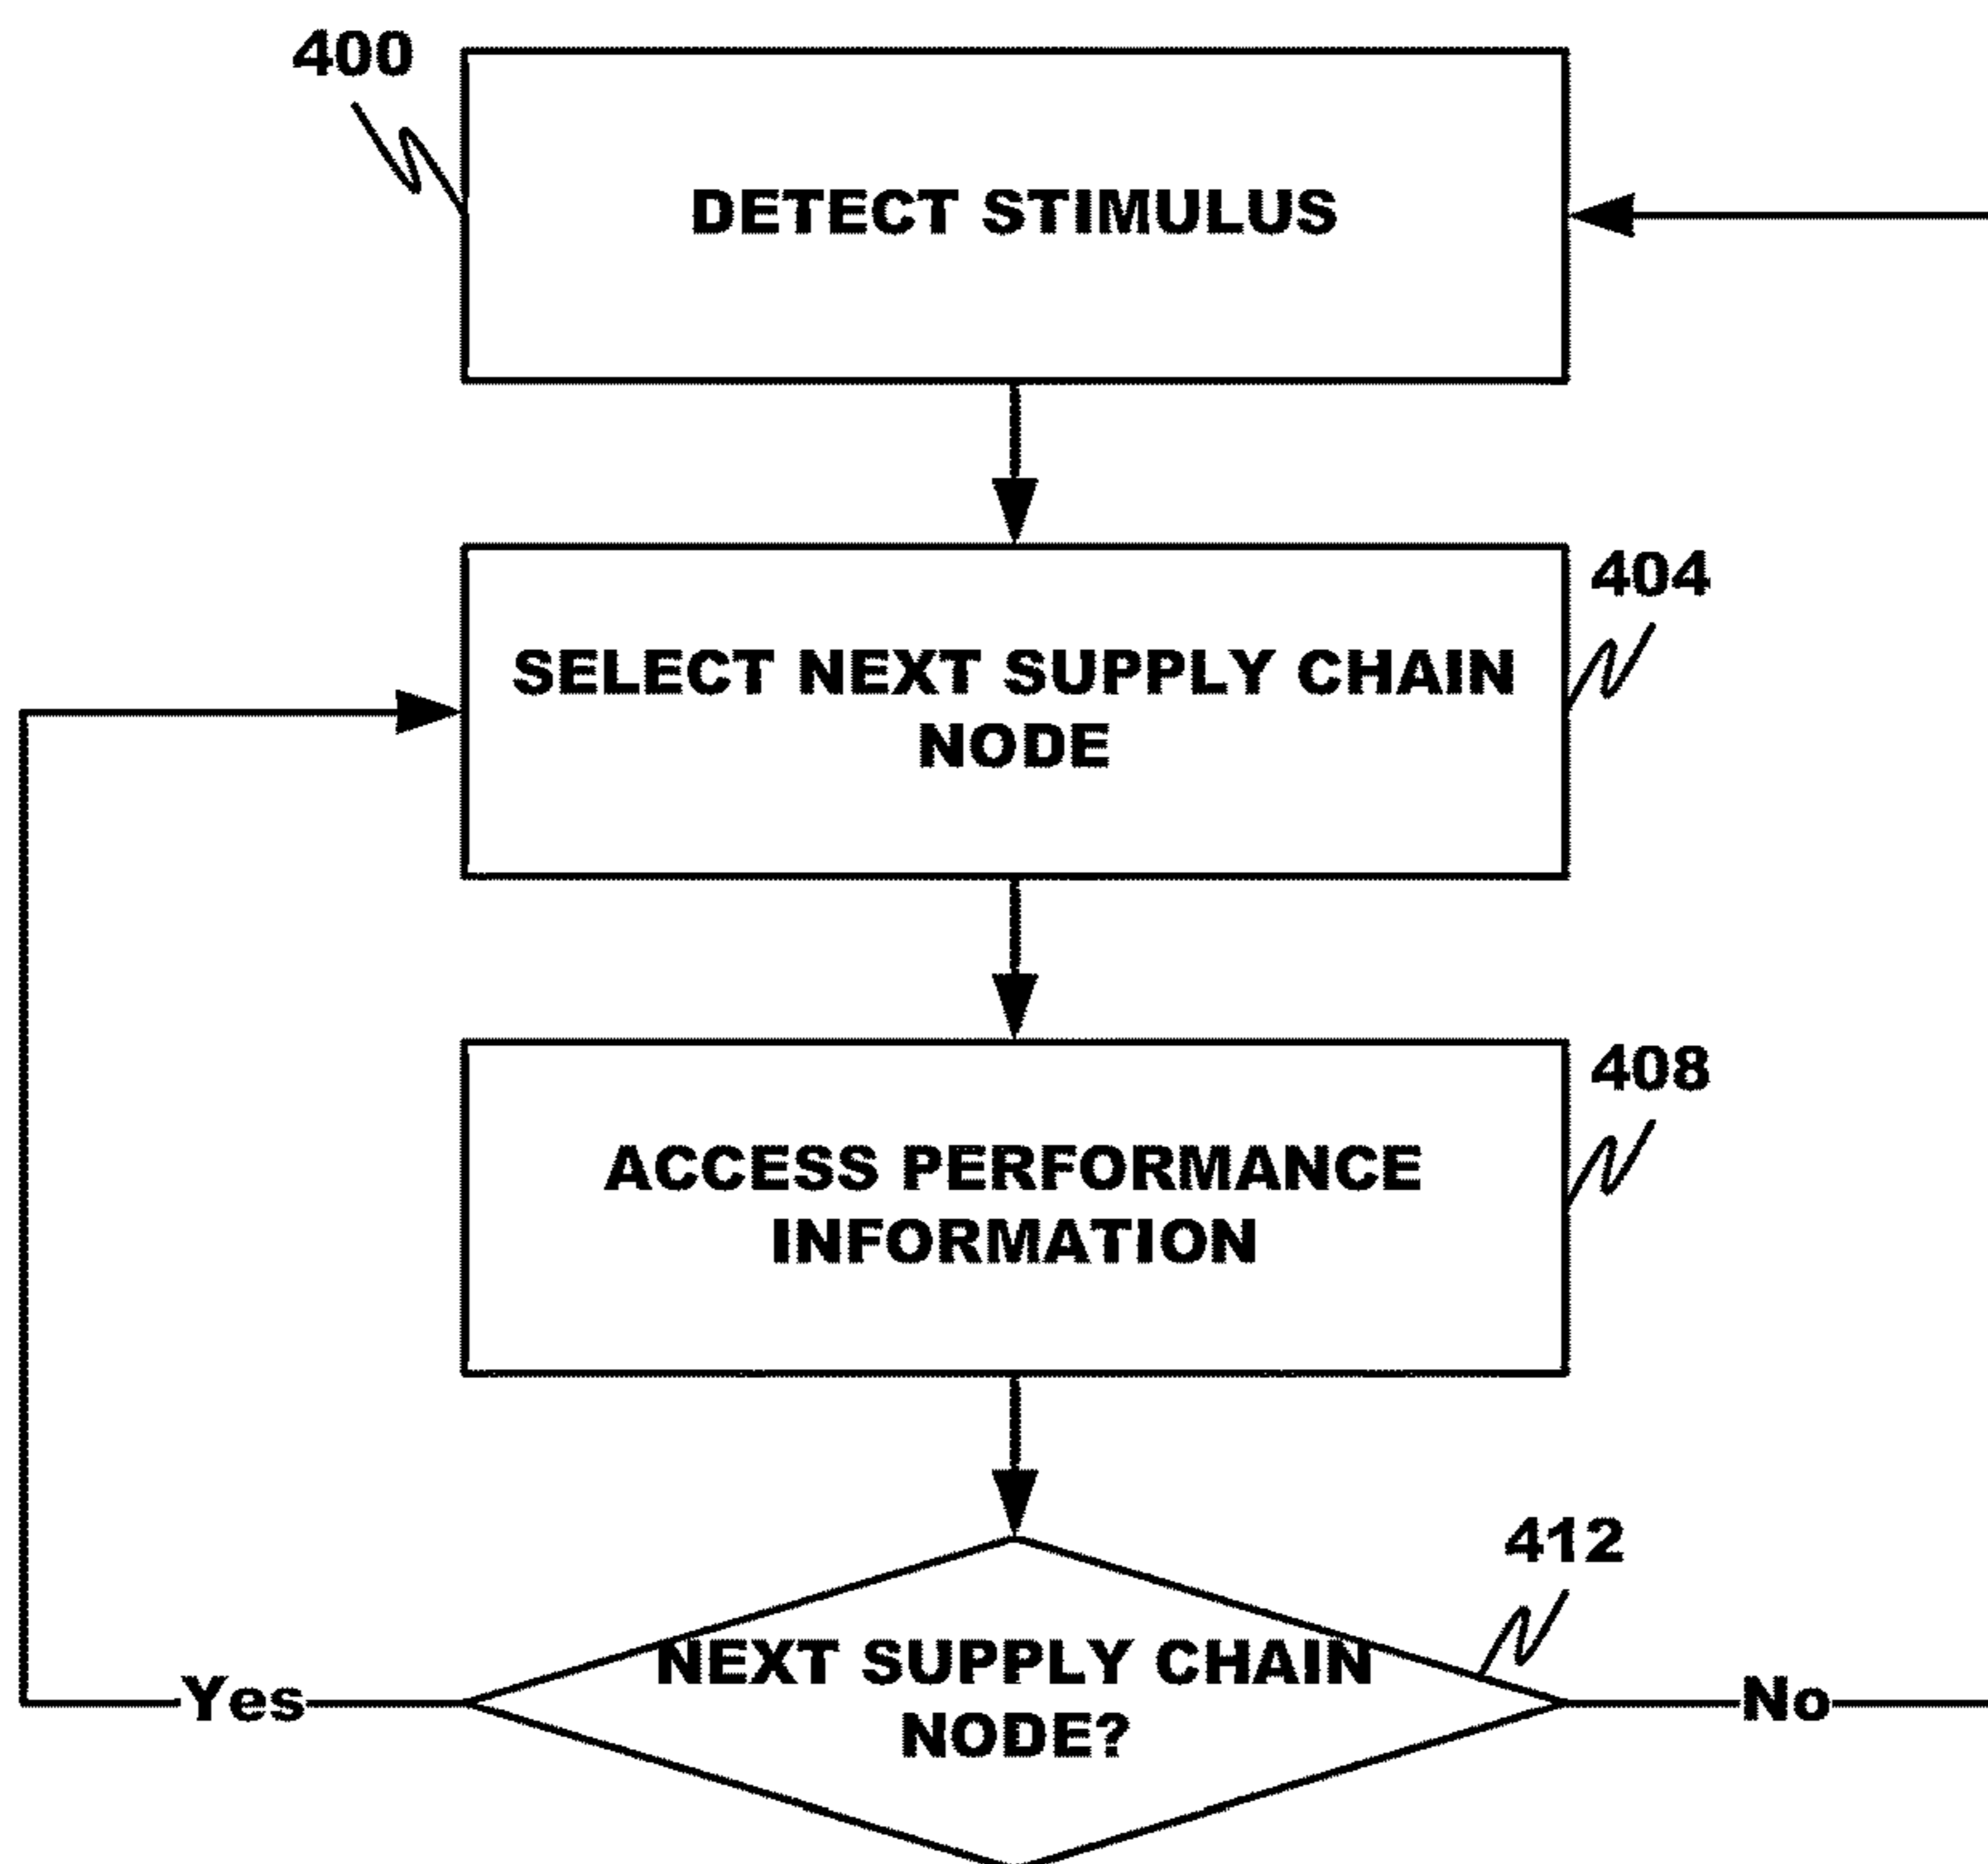 400
DETECT STIMULUS
404
SELECT NEXT SUPPLY CHAIN
NODE
408
ACCESS PERFORMANCE
INFORMATION
412
NEXT SUPPLY CHAIN
NODE?
Yes
No